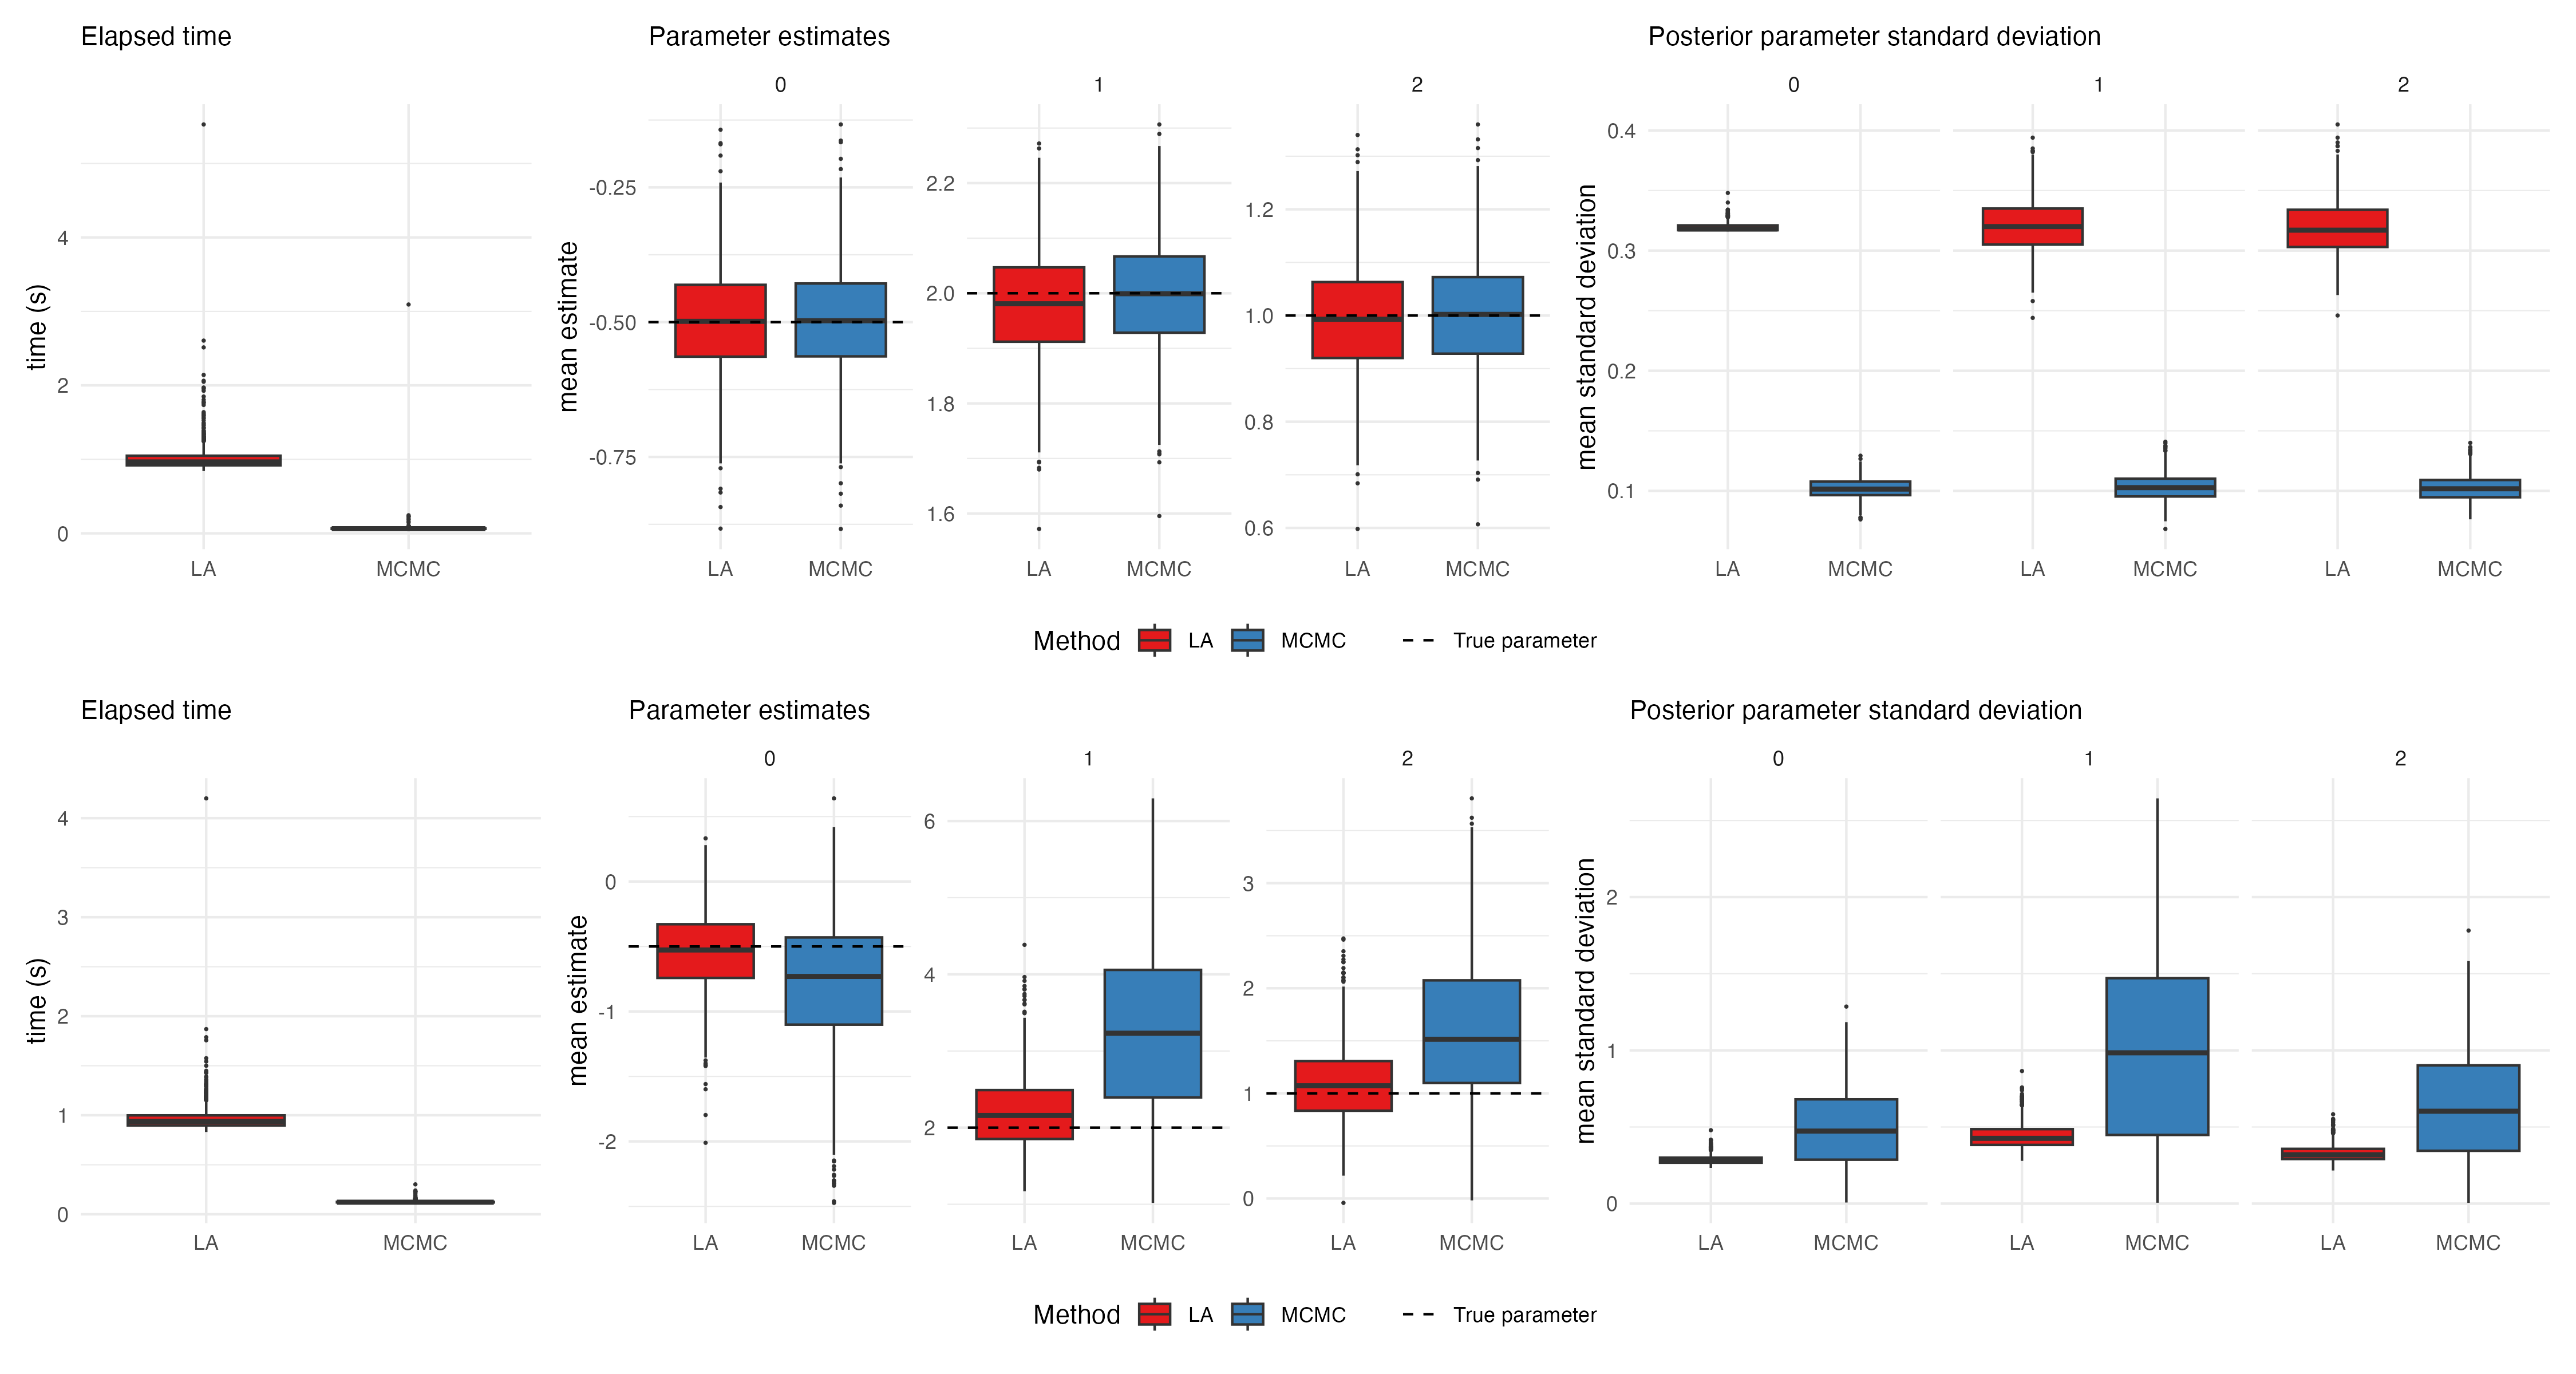 Elapsed time Parameter estimates Posterior parameter standard deviation
0 1 2 0 1 2
time (s)
0 2 4
LA MCMC
mean estimate
-0.25 -0.50 -0.75
LA MCMC
2.2 2.0 1.8 1.6
LA MCMC
1.2 1.0 0.8 0.6
LA MCMC
mean standard deviation
0.4 0.3 0.2 0.1
LA MCMC LA MCMC LA MCMC
Method LA MCMC True parameter
Elapsed time Parameter estimates Posterior parameter standard deviation
0 1 2 0 1 2
time (s)
4 3 2 1 0
LA MCMC
mean estimate
0 -1 -2
LA MCMC
6 4 2
LA MCMC
3 2 1 0
LA MCMC
mean standard deviation
2 1 0
LA MCMC LA MCMC LA MCMC
Method LA MCMC True parameter